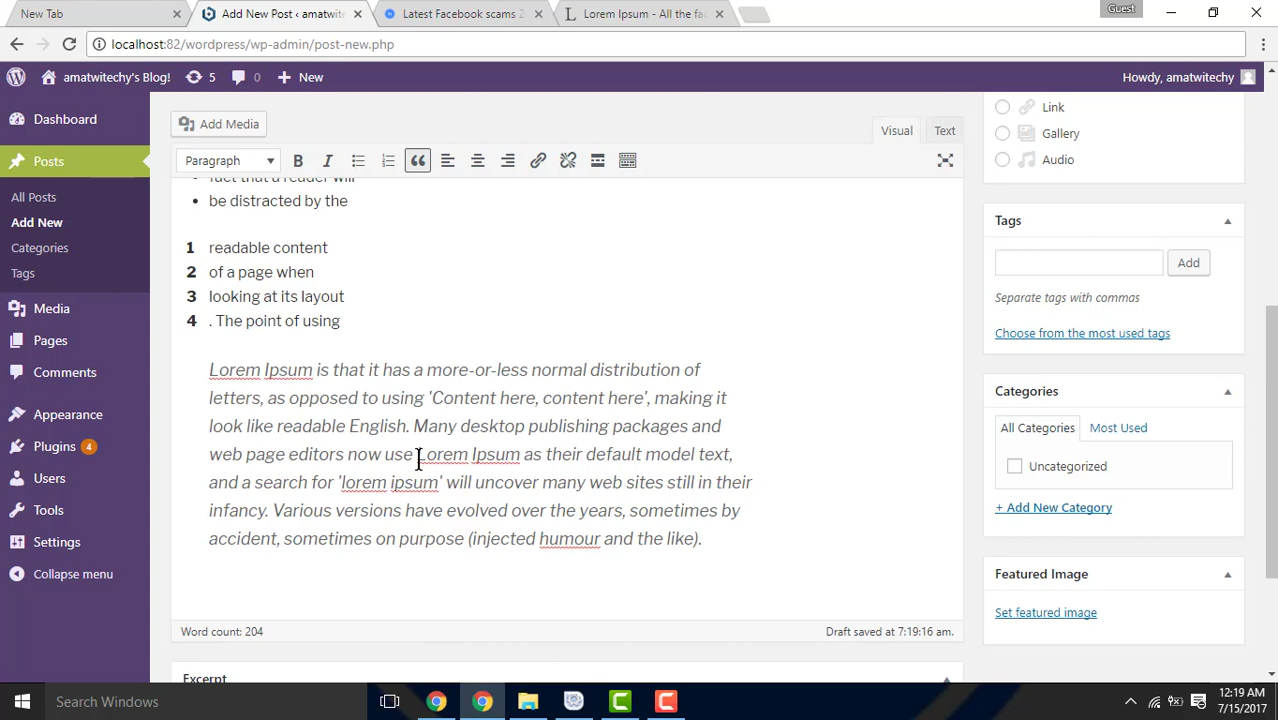 New Tab
Add New Post ‹ amatwite
Latest Facebook scams 2
Lorem Ipsum - All the fac
Guest
localhost:82/wordpress/wp-admin/post-new.php
amatwitechy's Blog!
5
0
New
Howdy, amatwitechy
Dashboard
Posts
All Posts
Add New
Categories
Tags
Media
Pages
Comments
Appearance
Plugins 4
Users
Tools
Settings
Collapse menu
Add Media
Visual
Text
Paragraph
fact that a reader will
be distracted by the
1 readable content
2 of a page when
3 looking at its layout
4 . The point of using
Lorem Ipsum is that it has a more-or-less normal distribution of
letters, as opposed to using 'Content here, content here', making it
look like readable English. Many desktop publishing packages and
web page editors now use Lorem Ipsum as their default model text,
and a search for 'lorem ipsum' will uncover many web sites still in their
infancy. Various versions have evolved over the years, sometimes by
accident, sometimes on purpose (injected humour and the like).
Word count: 204
Draft saved at 7:19:16 am.
Excerpt
Link
Gallery
Audio
Tags
Add
Separate tags with commas
Choose from the most used tags
Categories
All Categories
Most Used
Uncategorized
+ Add New Category
Featured Image
Set featured image
Search Windows
12:19 AM
7/15/2017